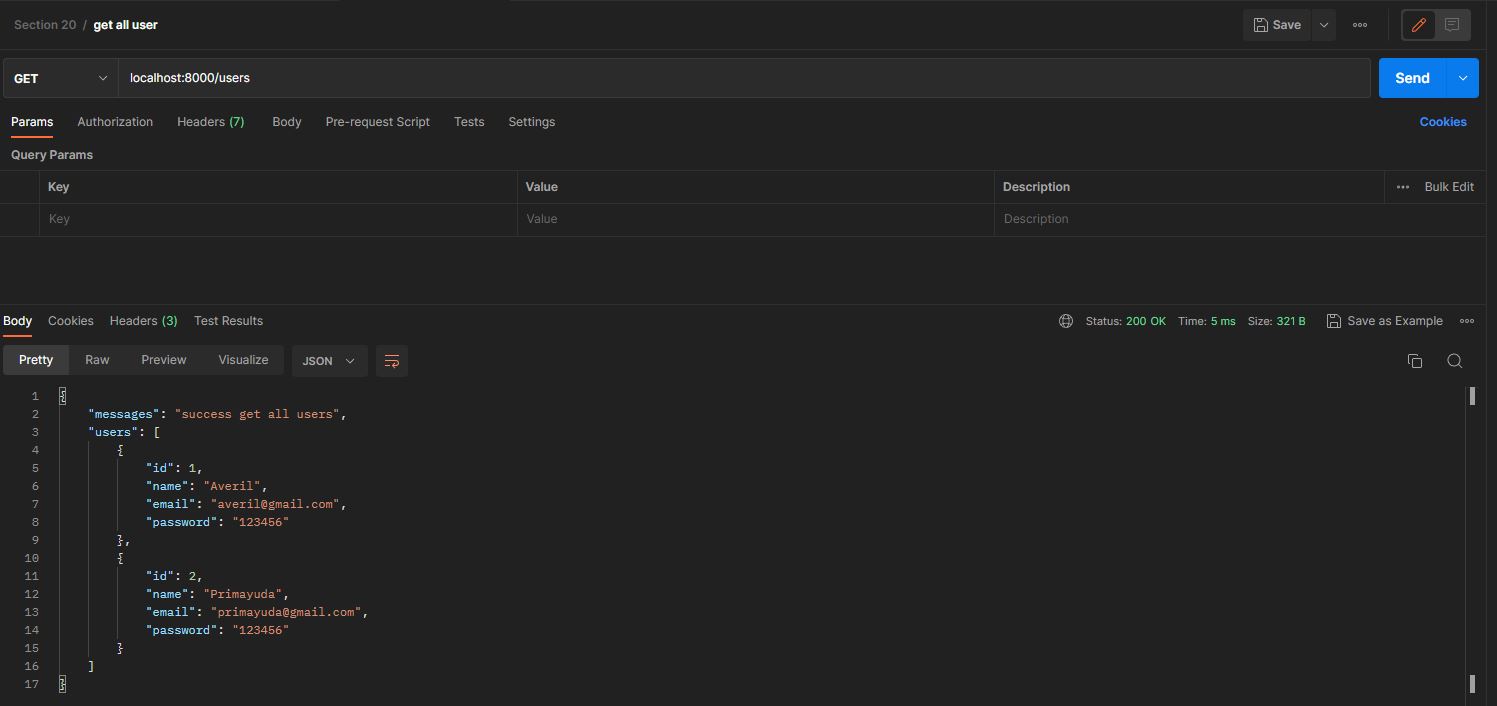 Section 20 / get all user
Save
GET localhost:8000/users Send
Params Authorization Headers (7) Body Pre-request Script Tests Settings Cookies
Query Params
Key Value Description Bulk Edit
Key Value Description
Body Cookies Headers (3) Test Results Status: 200 OK Time: 5 ms Size: 321 B Save as Example
Pretty Raw Preview Visualize JSON
1 {
2 "messages": "success get all users",
3 "users": [
4 {
5 "id": 1,
6 "name": "Averil",
7 "email": "averil@gmail.com",
8 "password": "123456"
9 },
10 {
11 "id": 2,
12 "name": "Primayuda",
13 "email": "primayuda@gmail.com",
14 "password": "123456"
15 }
16 ]
17 }